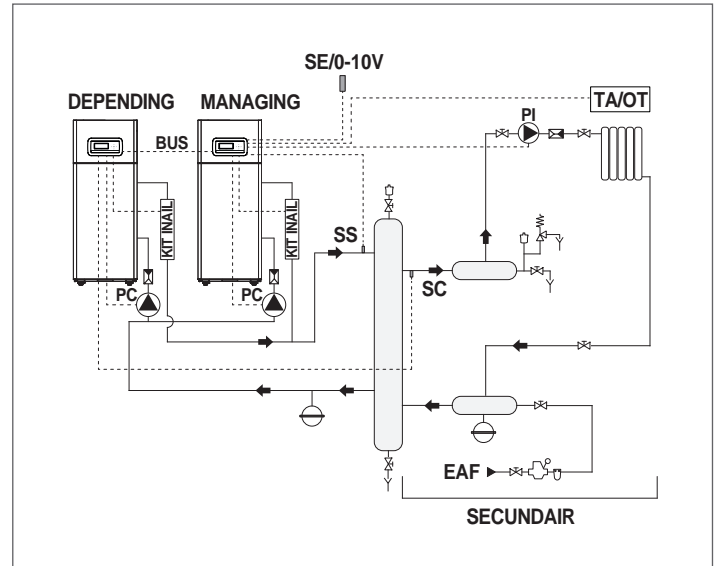 SE/0-10V
DEPENDING
MANAGING
TA/OT
PI
BUS
KIT INAIL
KIT INAIL
SS
SC
PC
PC
EAF
SECUNDAIR